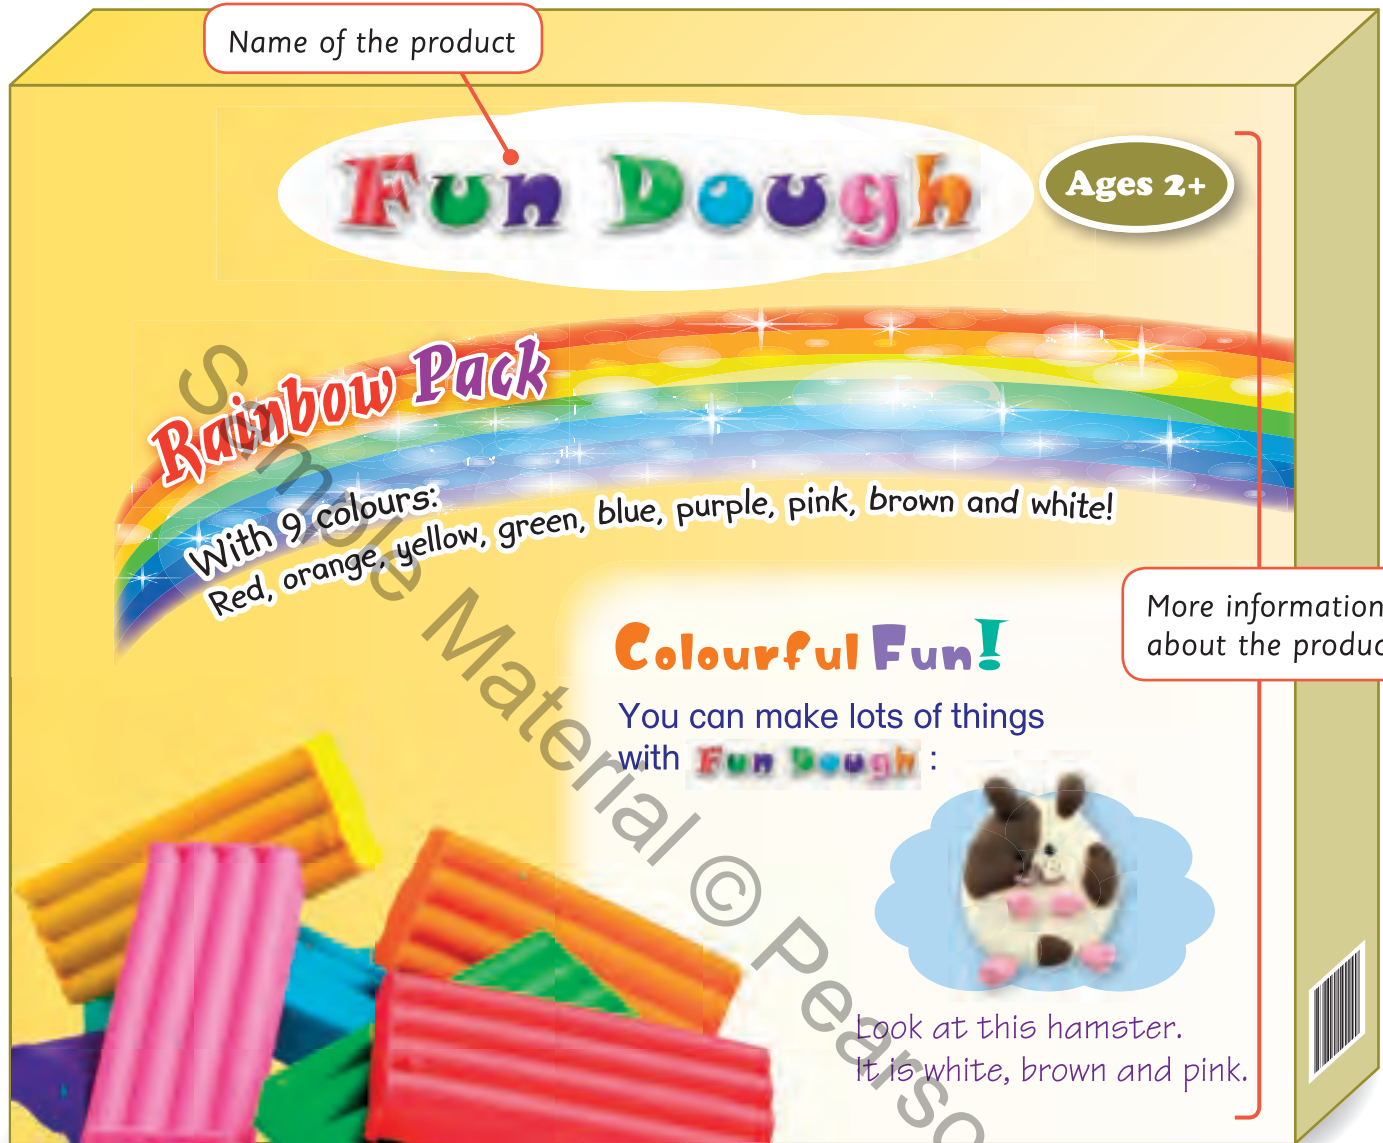 Name of the product
Fun Dough
Ages 2+
Rainbow Pack
With 9 colours:
Red, orange, yellow, green, blue, purple, pink, brown and white!
More information
about the produc
Colourful Fun!
You can make lots of things
with Fun Dough :
Look at this hamster.
It is white, brown and pink.
Sample Material © Pearso